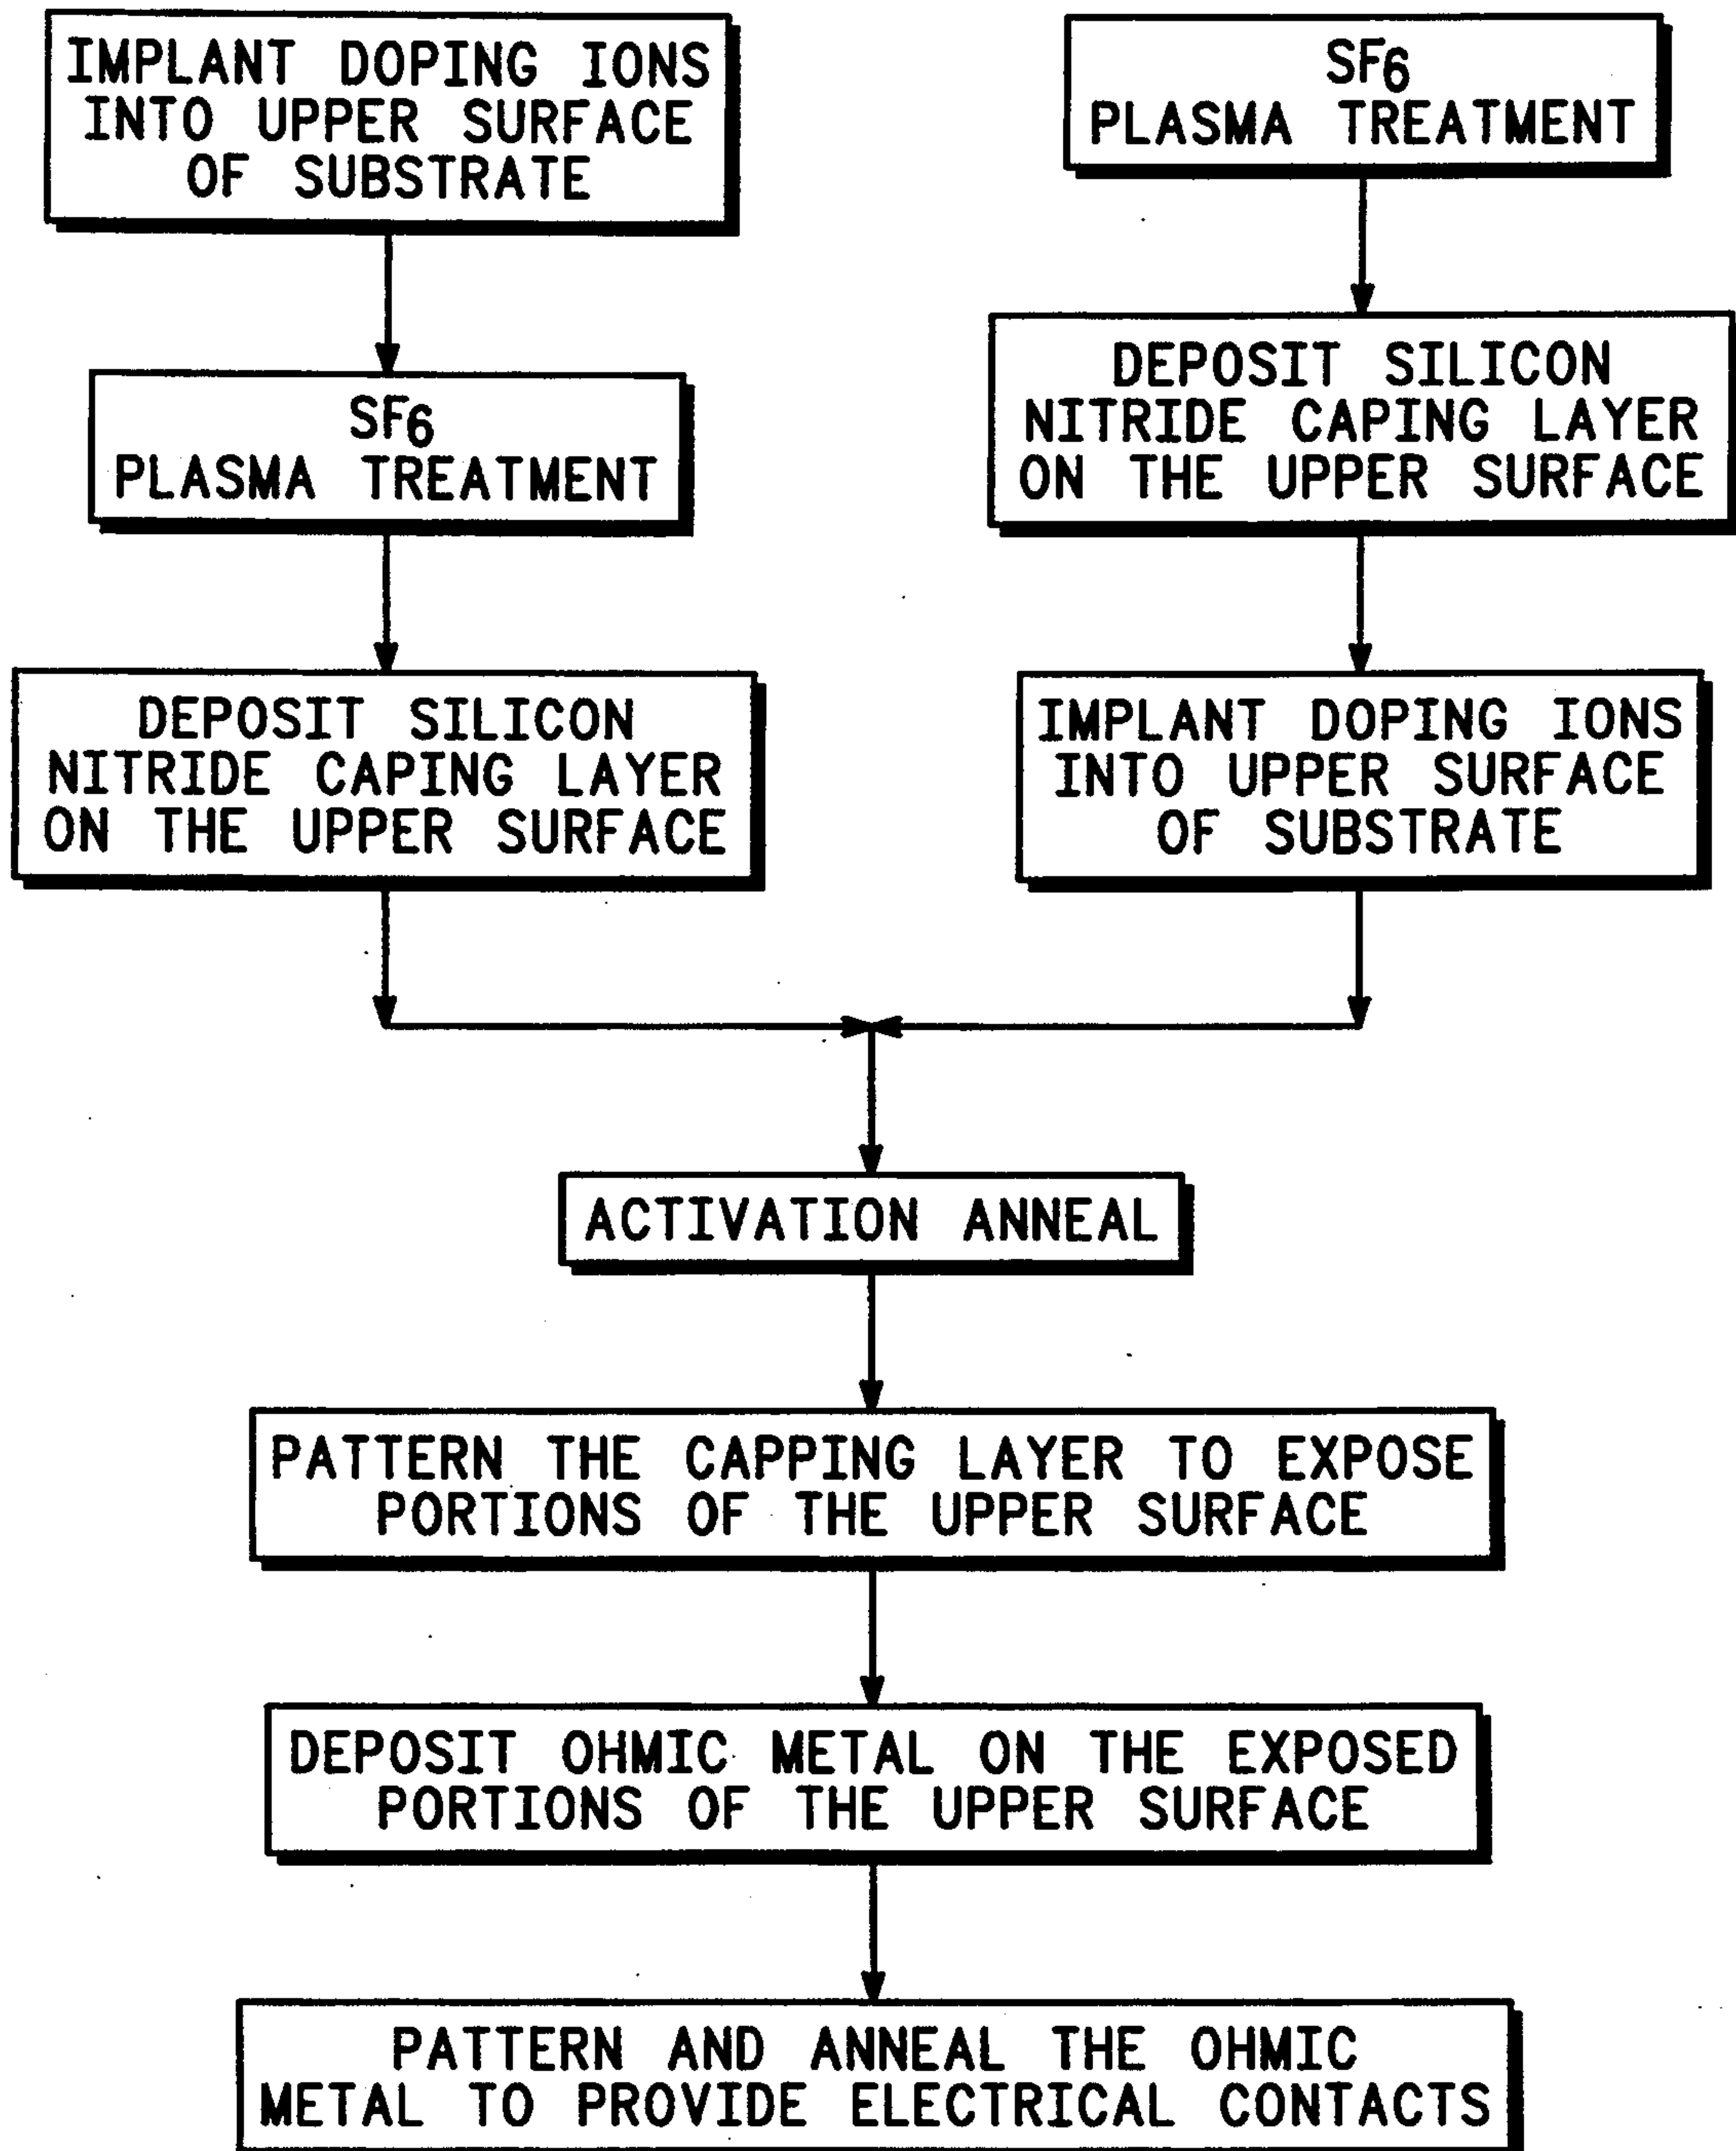 IMPLANT DOPING IONS
INTO UPPER SURFACE
OF SUBSTRATE
SF6
PLASMA TREATMENT
DEPOSIT SILICON
NITRIDE CAPING LAYER
ON THE UPPER SURFACE
SF6
PLASMA TREATMENT
DEPOSIT SILICON
NITRIDE CAPING LAYER
ON THE UPPER SURFACE
IMPLANT DOPING IONS
INTO UPPER SURFACE
OF SUBSTRATE
ACTIVATION ANNEAL
PATTERN THE CAPPING LAYER TO EXPOSE
PORTIONS OF THE UPPER SURFACE
DEPOSIT OHMIC METAL ON THE EXPOSED
PORTIONS OF THE UPPER SURFACE
PATTERN AND ANNEAL THE OHMIC
METAL TO PROVIDE ELECTRICAL CONTACTS